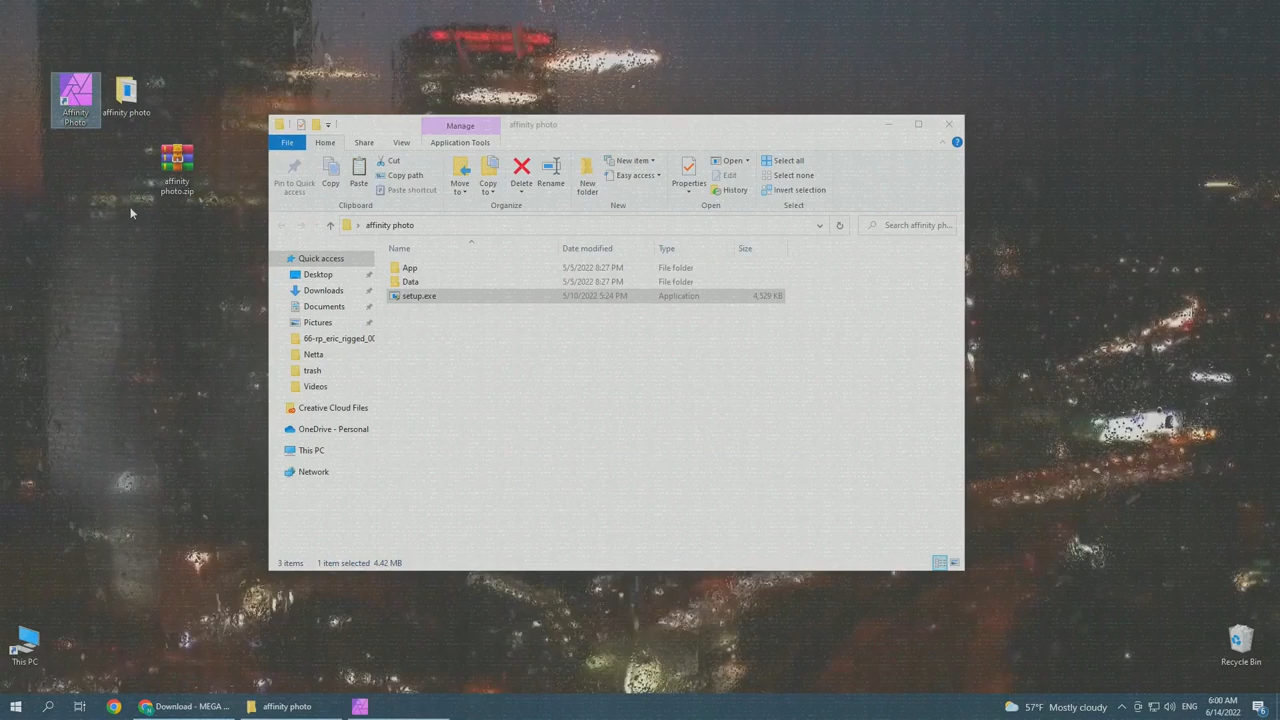 Affinity
Photo
affinity photo
affinity
photo.zip
Manage
affinity photo
File
Home
Share
View
Application Tools
Pin to Quick
access
Copy
Paste
Cut
Copy path
Paste shortcut
Clipboard
Move
to
Copy
to
Delete
Rename
Organize
New
folder
New item
Easy access
New
Properties
Open
Edit
History
Open
Select all
Select none
Invert selection
Select
affinity photo
Search affinity ph...
Quick access
Desktop
Downloads
Documents
Pictures
66-rp_eric_rigged_00
Netta
trash
Videos
Creative Cloud Files
OneDrive - Personal
This PC
Network
Name Date modified Type Size
App 5/5/2022 8:27 PM File folder
Data 5/5/2022 8:27 PM File folder
setup.exe 5/10/2022 5:24 PM Application 4,529 KB
3 items 1 item selected 4.42 MB
This PC
Recycle Bin
Download - MEGA ...
affinity photo
57°F Mostly cloudy
ENG
6:00 AM
6/14/2022
6